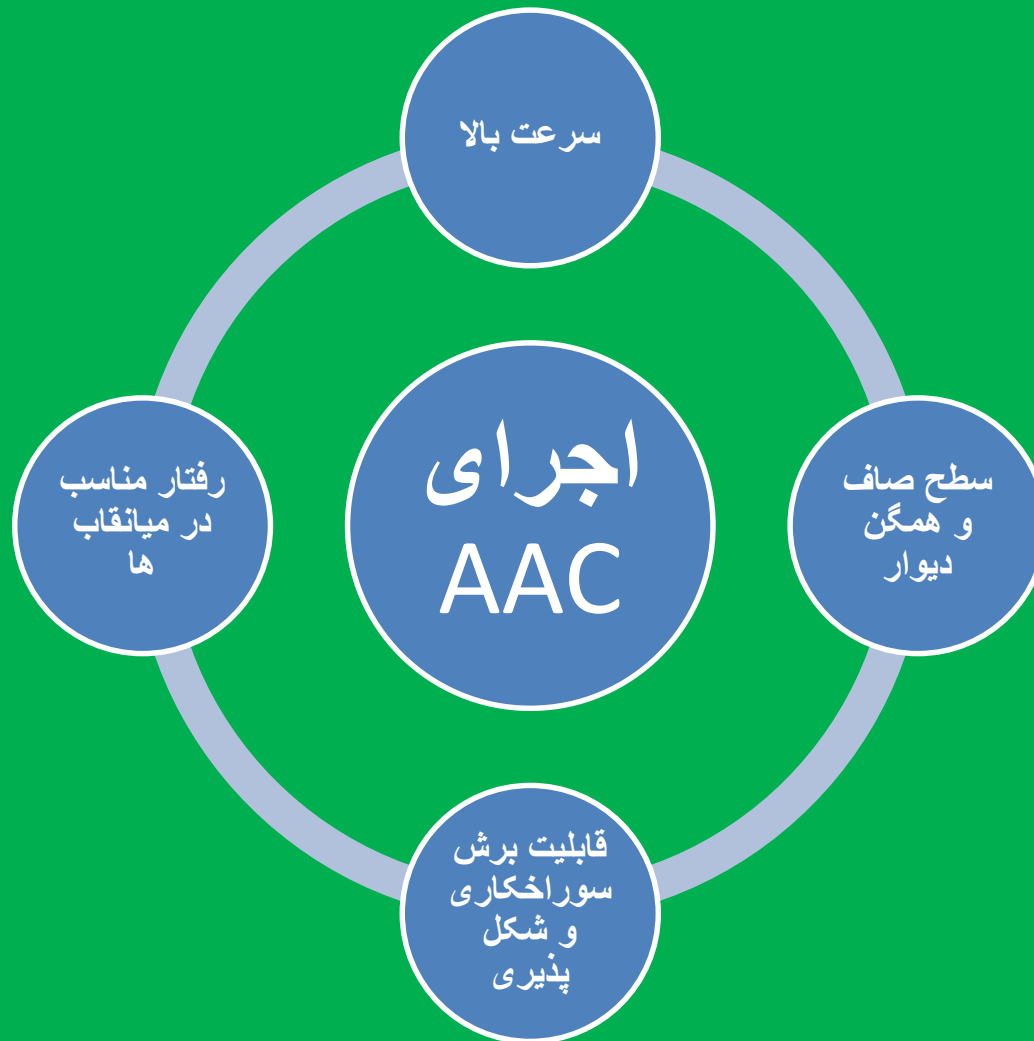 سرعت بالا
اجرای
AAC
سطح صاف
و همگن
دیوار
قابلیت برش
سوراخکاری
و شکل
پذیری
رفتار مناسب
در میانقاب
ها